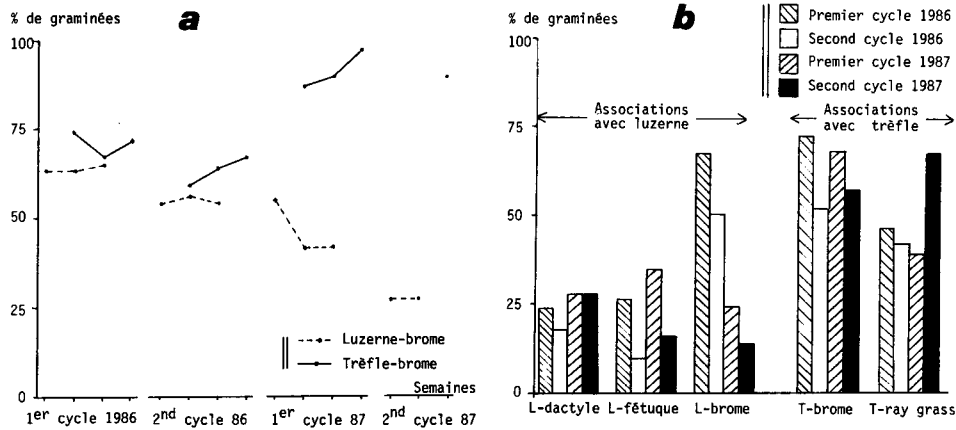 % de graminées
a
100
75
50
25
0
Luzerne-brome
Trèfle-brome
Semaines
1er cycle 1986
2nd cycle 86
1er cycle 87
2nd cycle 87
% de graminées
b
Premier cycle 1986
Second cycle 1986
Premier cycle 1987
Second cycle 1987
100
75
50
25
0
Associations
avec luzerne
Associations
avec trèfle
L-dactyle
L-fétuque
L-brome
T-brome
T-ray grass